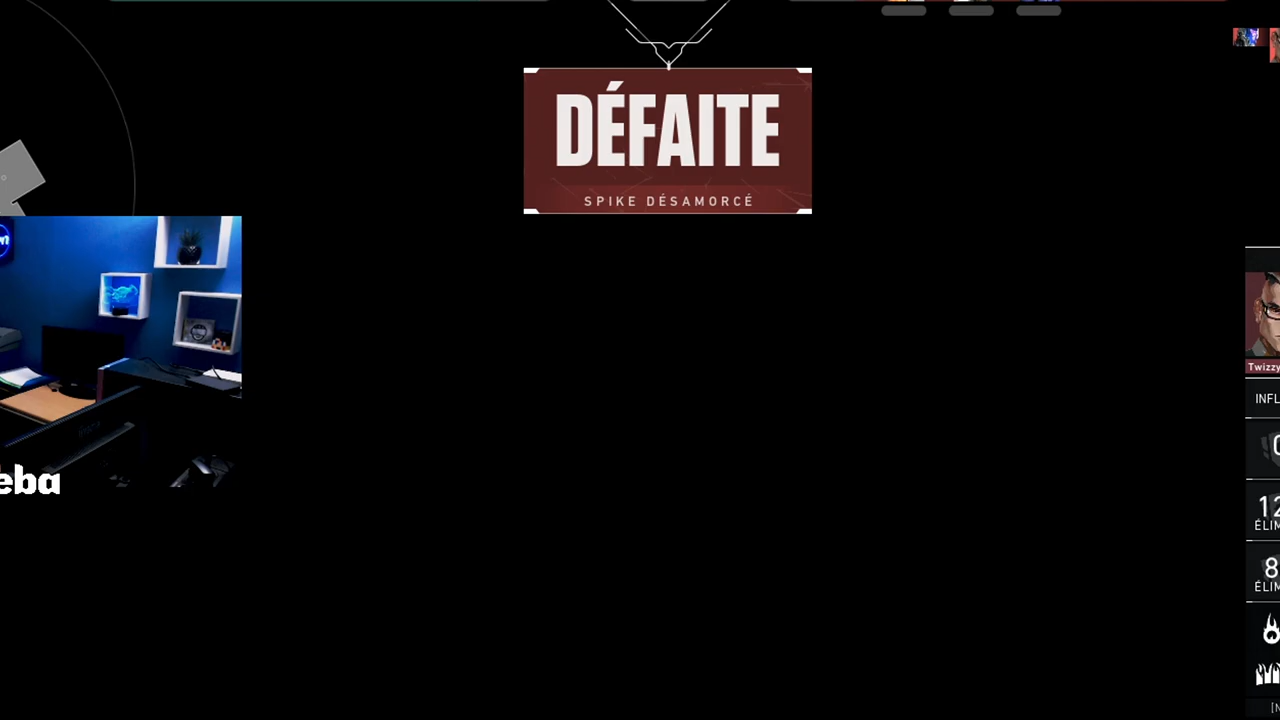 DÉFAITE
SPIKE DÉSAMORCÉ
eba
Twizzy
INFL
12
ÉLIM
8
ÉLIM